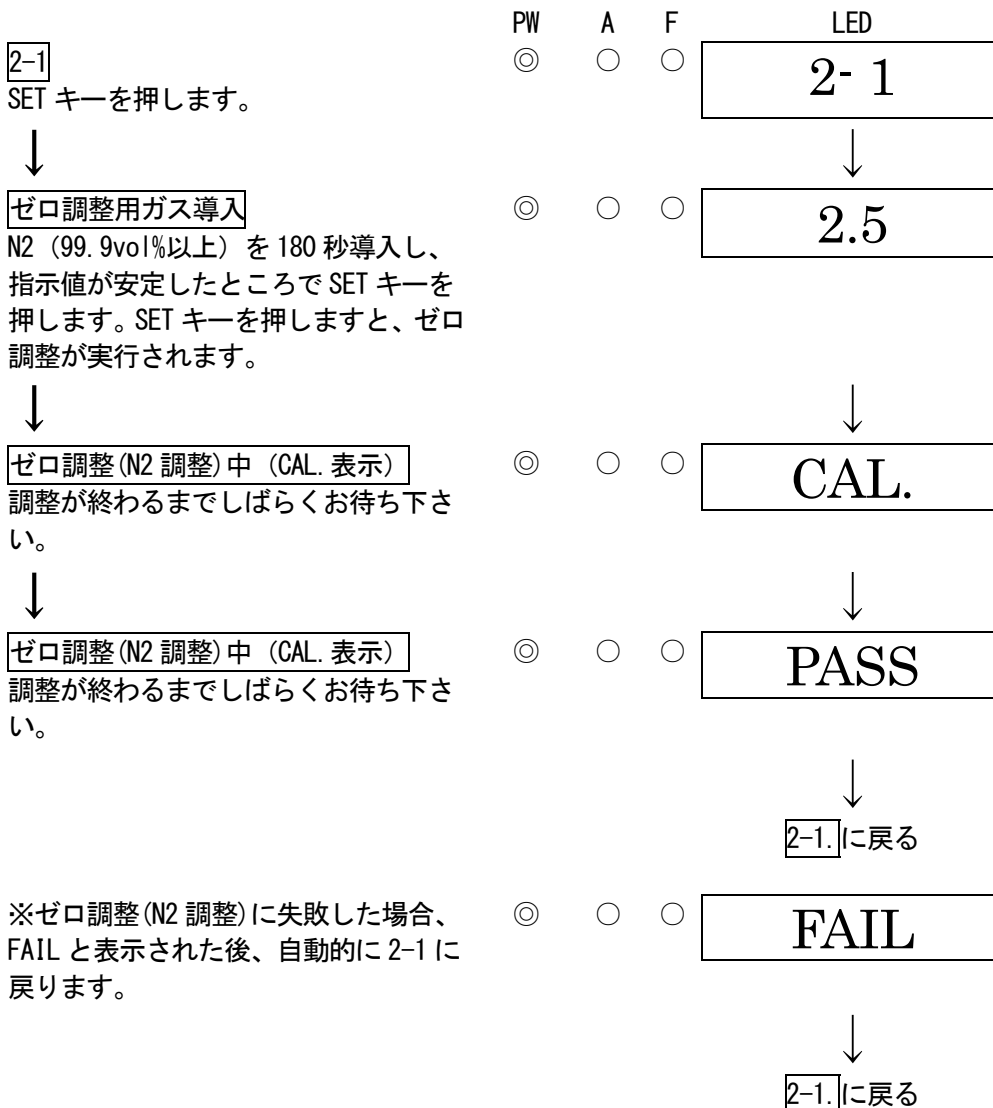 PW A F LED
2-1 ◎ ○ ○ 2- 1
SET キーを押します。
↓ ↓
ゼロ調整用ガス導入 ◎ ○ ○ 2.5
N2（99.9vol%以上）を 180 秒導入し、
指示値が安定したところで SET キーを
押します。SET キーを押しますと、ゼロ
調整が実行されます。
↓ ↓
ゼロ調整(N2 調整)中（CAL.表示） ◎ ○ ○ CAL.
調整が終わるまでしばらくお待ち下さ
い。
↓ ↓
ゼロ調整(N2 調整)中（CAL.表示） ◎ ○ ○ PASS
調整が終わるまでしばらくお待ち下さ
い。
↓
2-1.に戻る
※ゼロ調整(N2 調整)に失敗した場合、 ◎ ○ ○ FAIL
FAIL と表示された後、自動的に 2-1 に
戻ります。
↓
2-1.に戻る